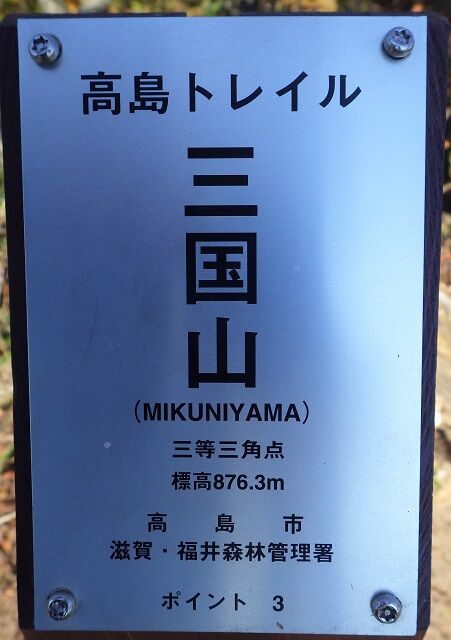 高島トレイル
三国山
(MIKUNIYAMA)
三等三角点
標高876.3m
高島市
滋賀・福井森林管理署
ポイント 3